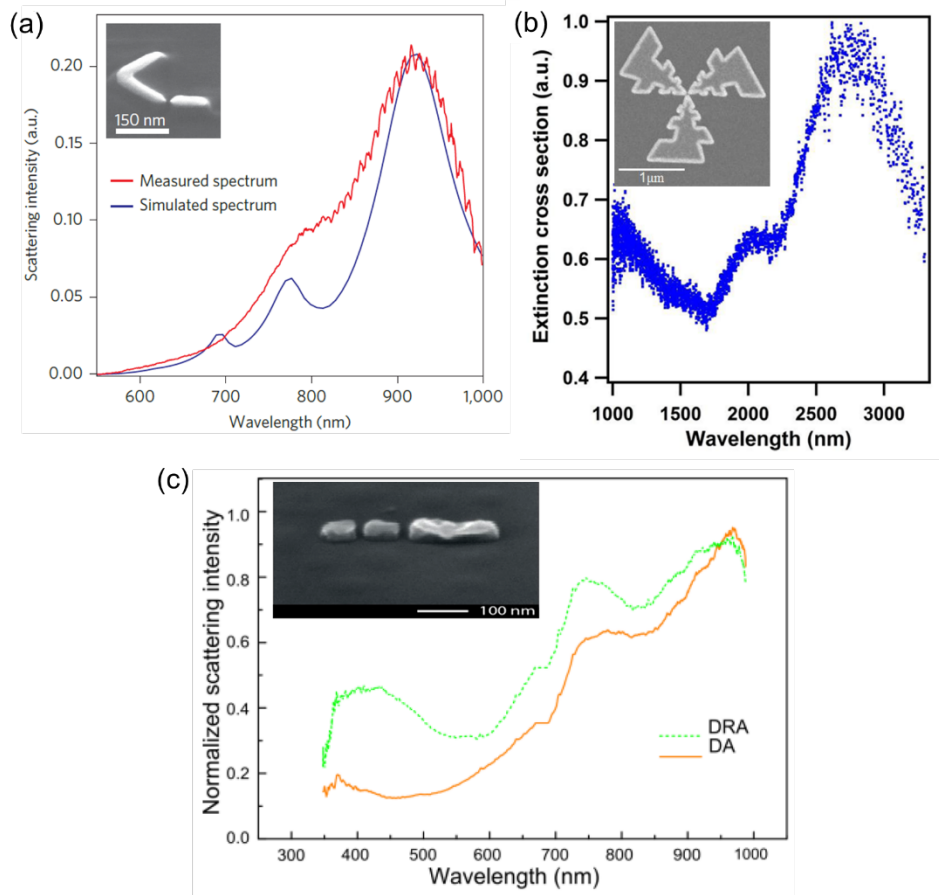 (a)
Scattering intensity (a.u.)
0.20
0.15
0.10
0.05
0.00
150 nm
Measured spectrum
Simulated spectrum
600
700
800
900
1,000
Wavelength (nm)
(b)
Extinction cross section (a.u.)
1.0
0.9
0.8
0.7
0.6
0.5
0.4
1μm
1000
1500
2000
2500
3000
Wavelength (nm)
(c)
Normalized scattering intensity
1.0
0.8
0.6
0.4
0.2
0.0
100 nm
DRA
DA
300
400
500
600
700
800
900
1000
Wavelength (nm)